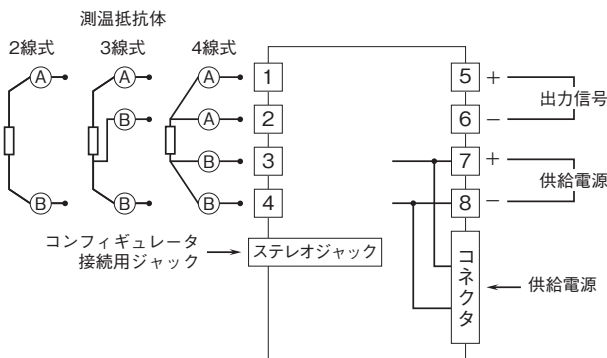 測温抵抗体
2線式 3線式 4線式
A A A 1 5 +
出力信号
B A 2 6 −
B 3 7 +
供給電源
B B B 4 8 −
コンフィギュレータ
接続用ジャック
ステレオジャック
コネクタ
供給電源